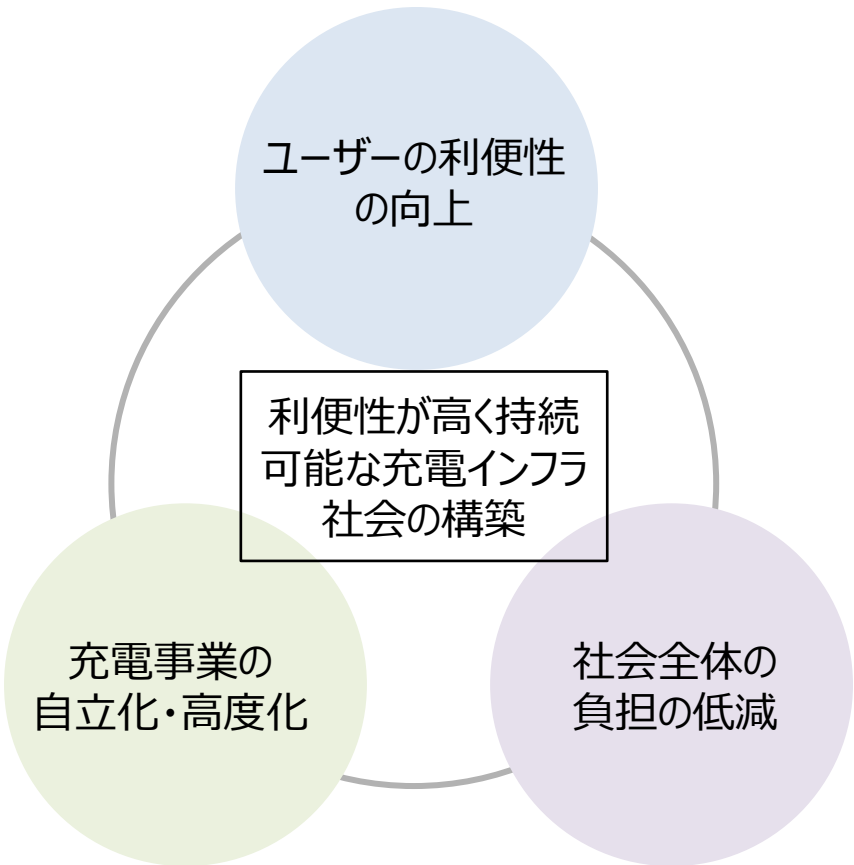 ユーザーの利便性
の向上
利便性が高く持続
可能な充電インフラ
社会の構築
充電事業の
自立化・高度化
社会全体の
負担の低減